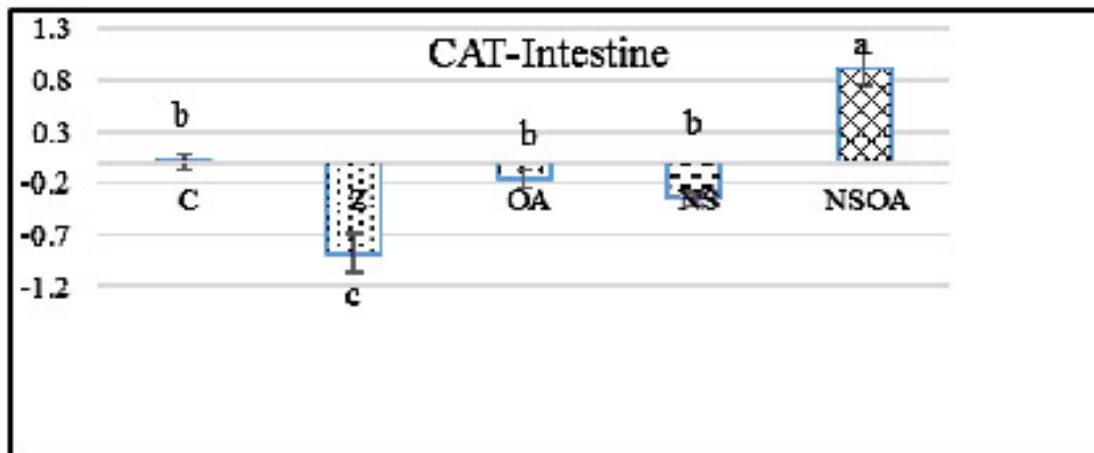 1.3
CAT-Intestine
a
0.8
b
b
b
0.3
-0.2
C
Z
OA
NS
NSOA
-0.7
-1.2
c